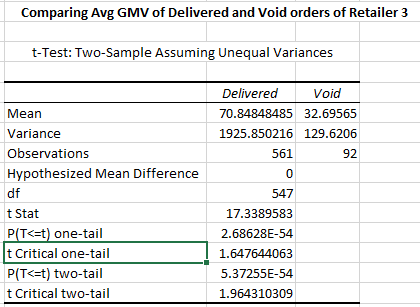 Comparing Avg GMV of Delivered and Void orders of Retailer 3
t-Test: Two-Sample Assuming Unequal Variances
Delivered Void
Mean 70.84848485 32.69565
Variance 1925.850216 129.6206
Observations 561 92
Hypothesized Mean Difference 0
df 547
t Stat 17.3389583
P(T<=t) one-tail 2.68628E-54
t Critical one-tail 1.647644063
P(T<=t) two-tail 5.37255E-54
t Critical two-tail 1.964310309